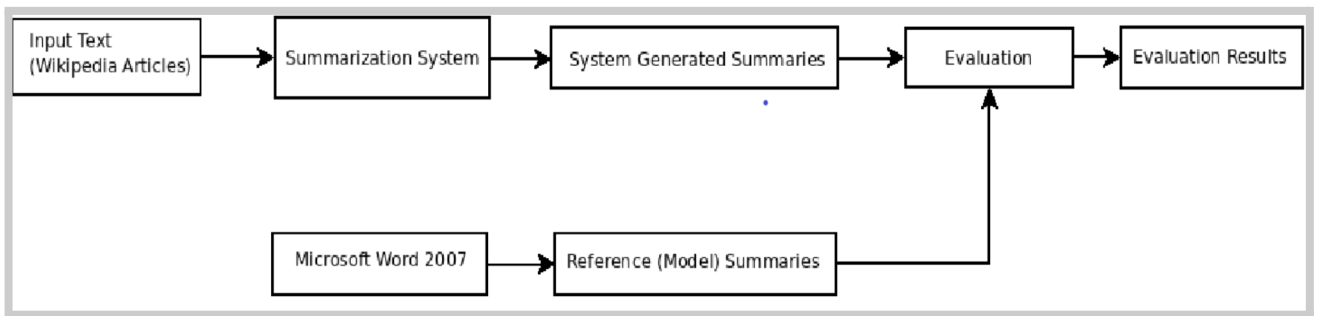 Input Text
(Wikipedia Articles)
Summarization System
System Generated Summaries
Evaluation
Evaluation Results
Microsoft Word 2007
Reference (Model) Summaries